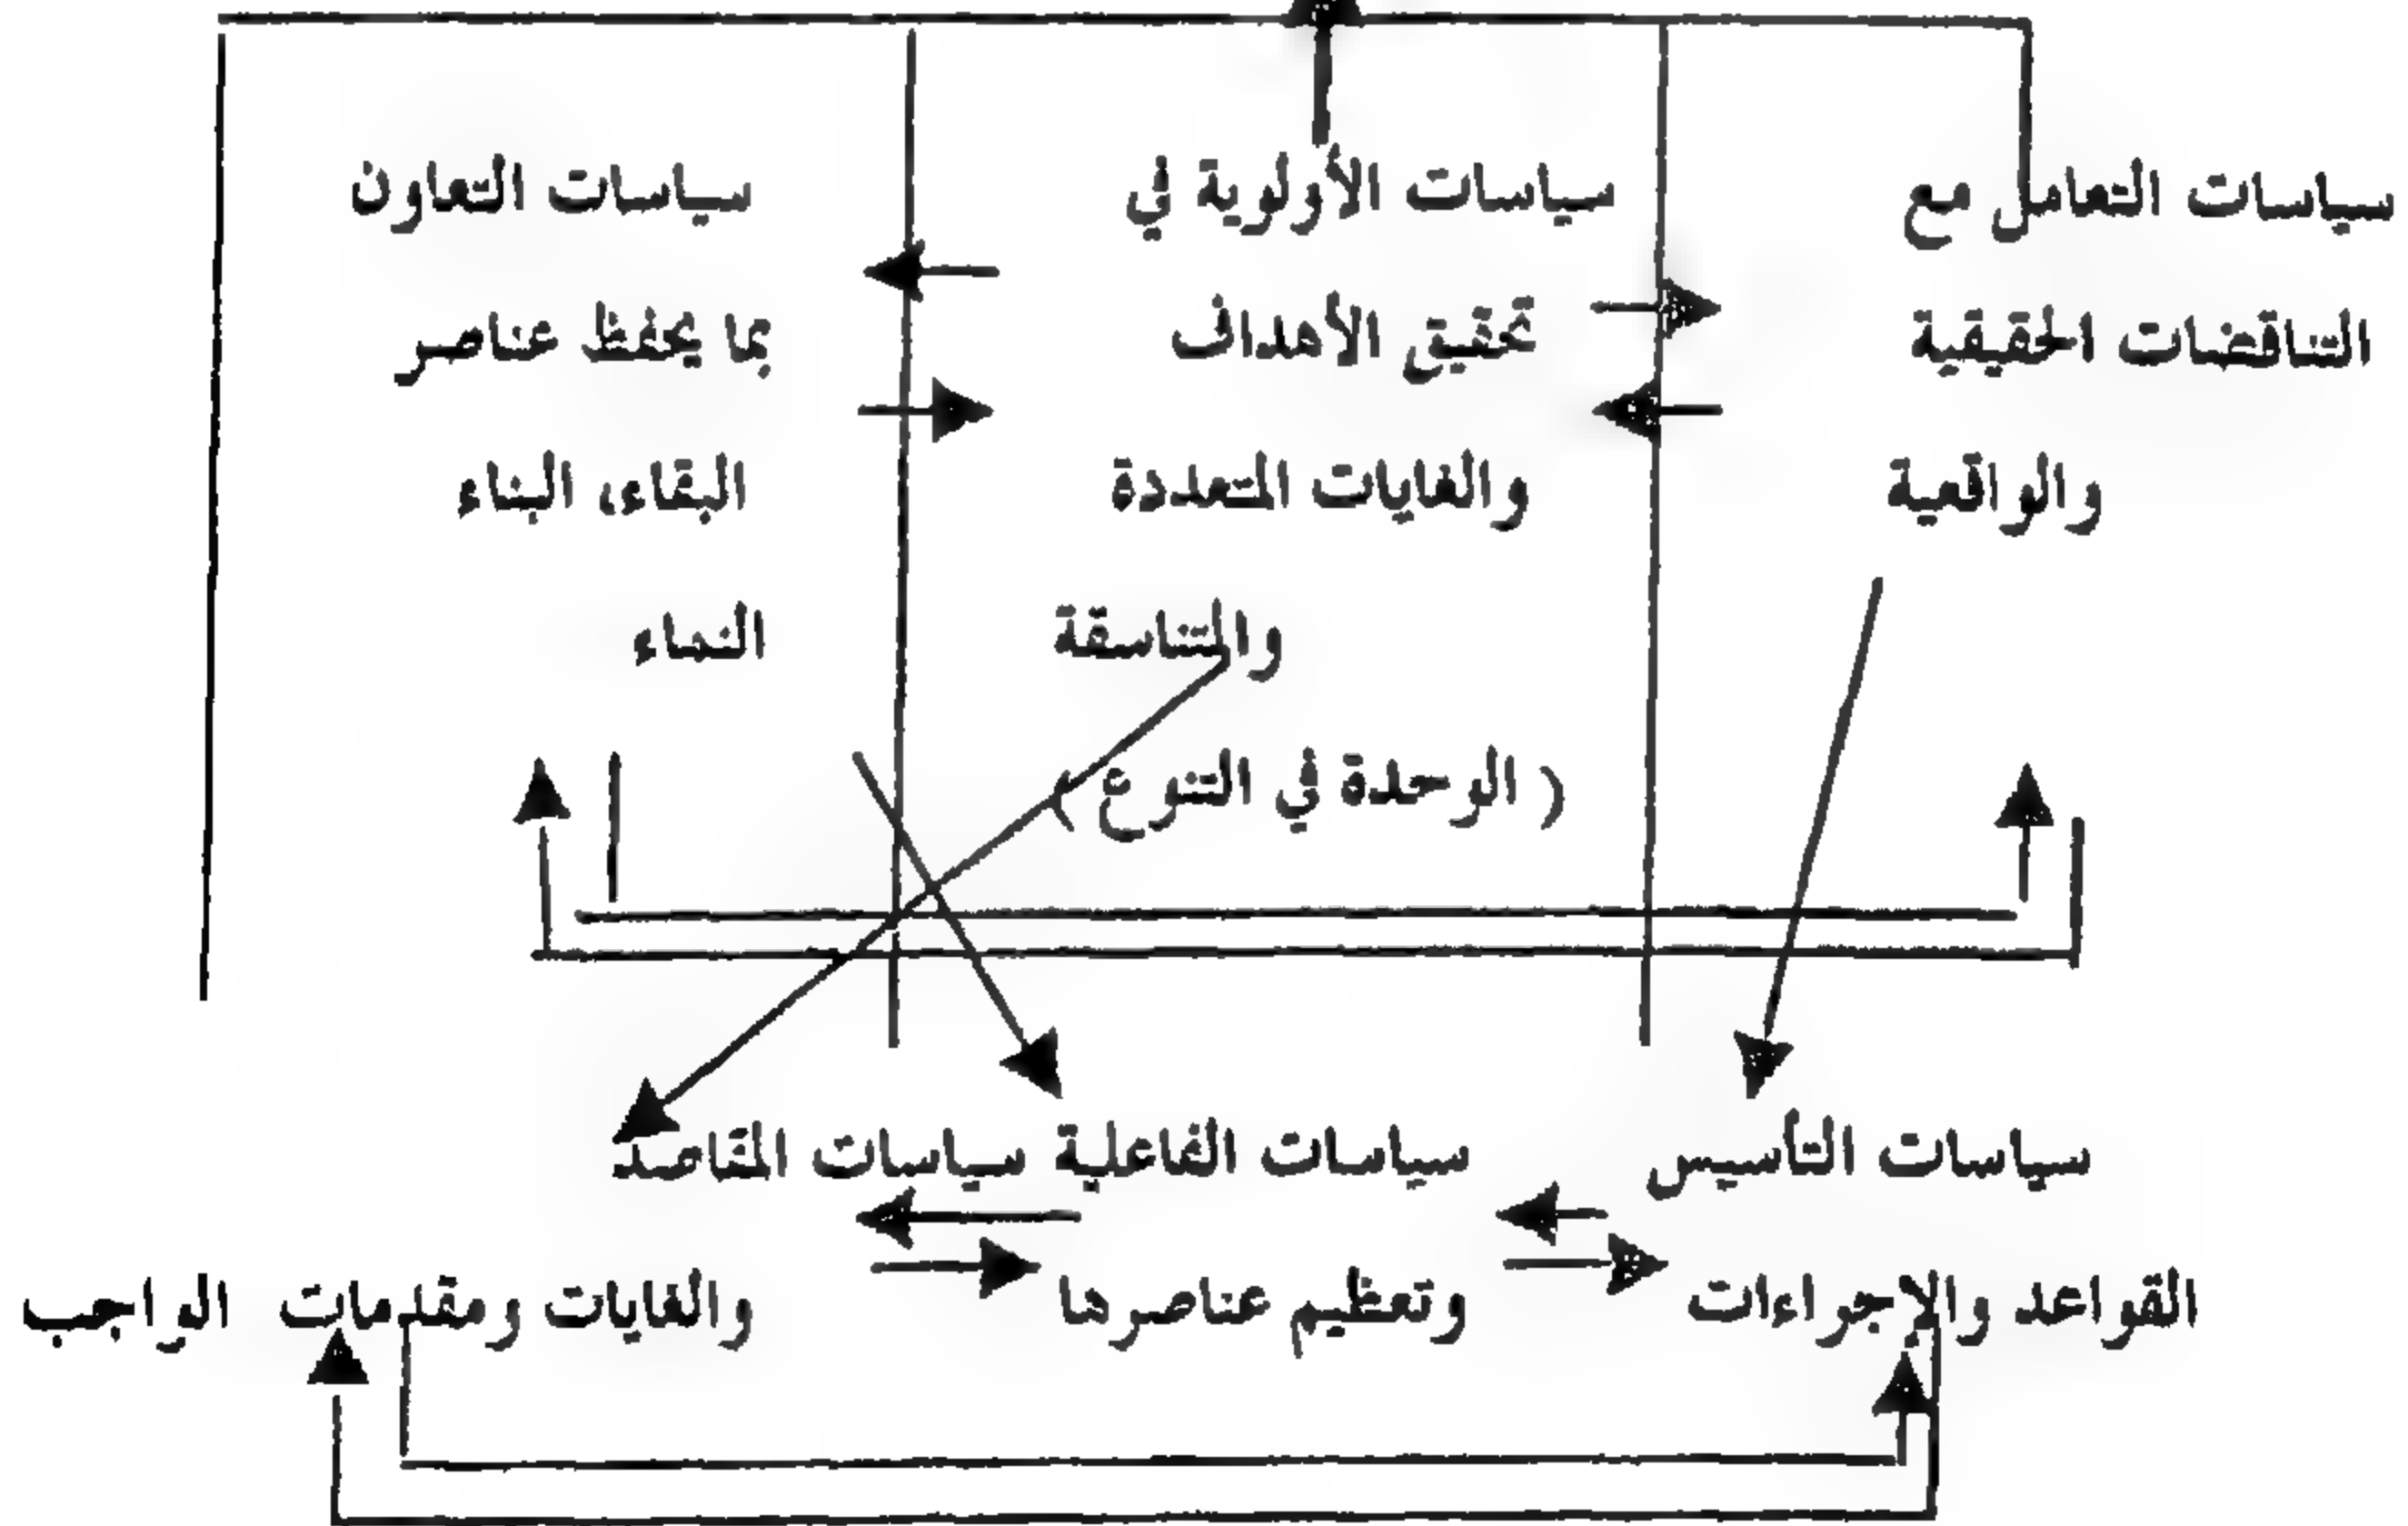 سياسات التعامل مع
التناقضات الحقيقية
والواقعية
سياسات الأولوية في
تحقيق الأهداف
والغايات المتعددة
والمتناسقة
( الوحدة في التنوع )
سياسات التعاون
بما يحفظ عناصر
البقاء، البناء
النماء
سياسات التأسيس
القواعد والإجراءات
سياسات الفاعلية
وتعظيم عناصرها
سياسات المقاصد
والغايات ومقدمات الواجب